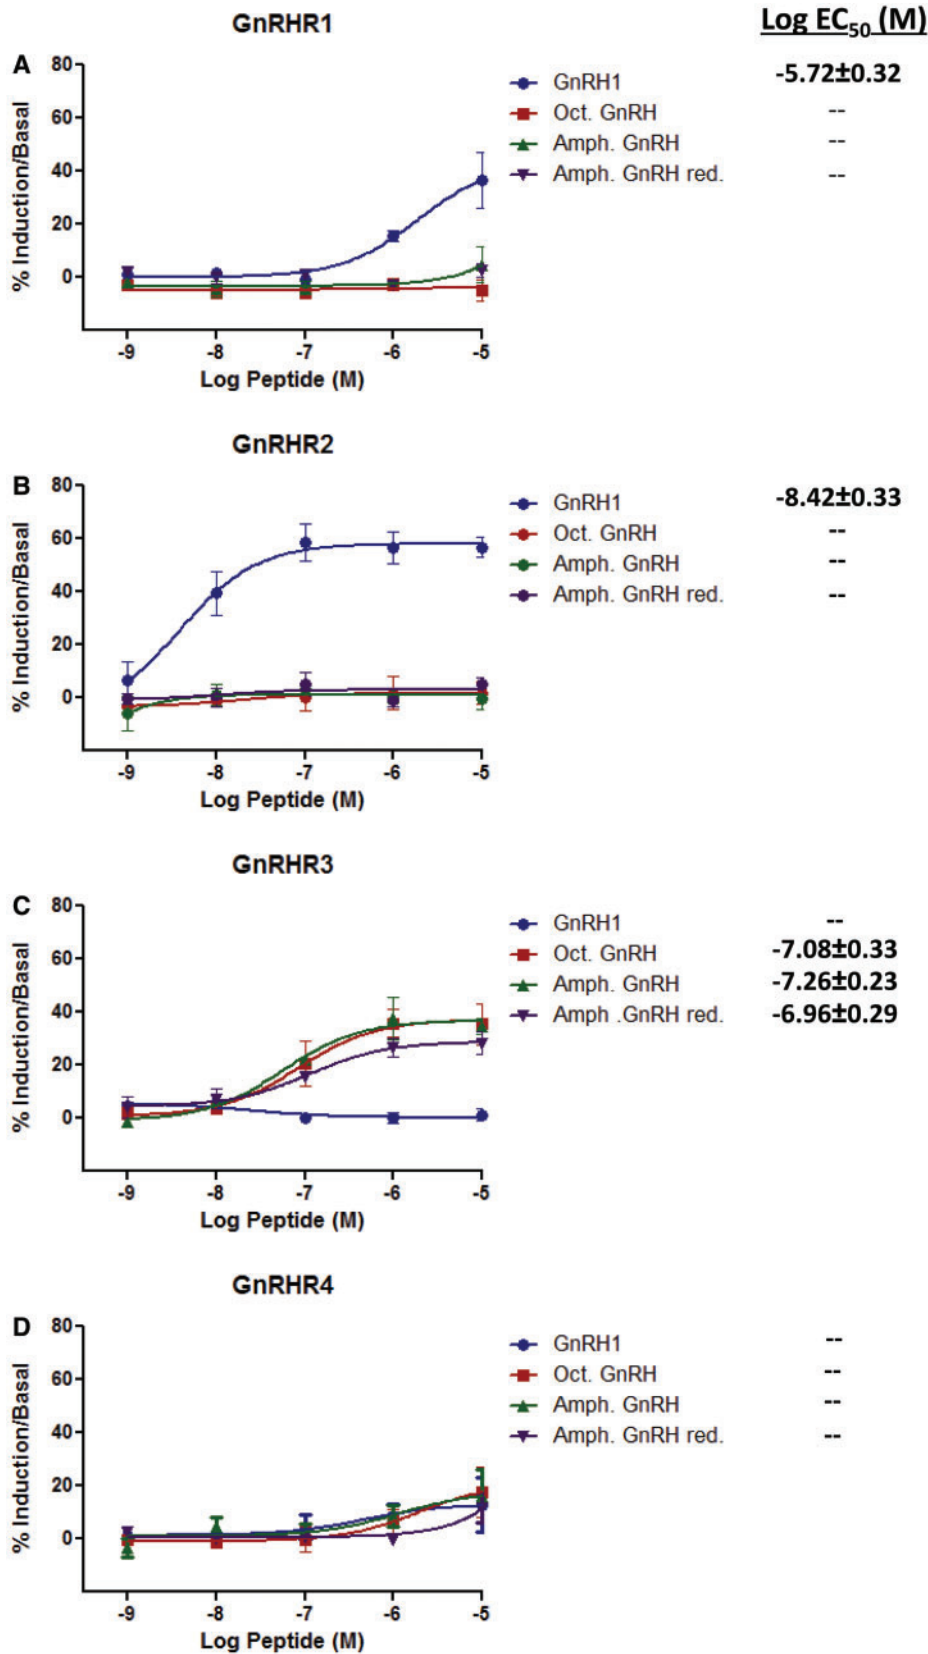 GnRHR1
Log EC50 (M)
A
80
60
40
20
0
% Induction/Basal
-9 -8 -7 -6 -5
Log Peptide (M)
GnRH1 -5.72±0.32
Oct. GnRH --
Amph. GnRH --
Amph. GnRH red. --
GnRHR2
B
80
60
40
20
0
% Induction/Basal
-9 -8 -7 -6 -5
Log Peptide (M)
GnRH1 -8.42±0.33
Oct. GnRH --
Amph. GnRH --
Amph. GnRH red. --
GnRHR3
C
80
60
40
20
0
% Induction/Basal
-9 -8 -7 -6 -5
Log Peptide (M)
GnRH1 --
Oct. GnRH -7.08±0.33
Amph. GnRH -7.26±0.23
Amph .GnRH red. -6.96±0.29
GnRHR4
D
80
60
40
20
0
% Induction/Basal
-9 -8 -7 -6 -5
Log Peptide (M)
GnRH1 --
Oct. GnRH --
Amph. GnRH --
Amph. GnRH red. --